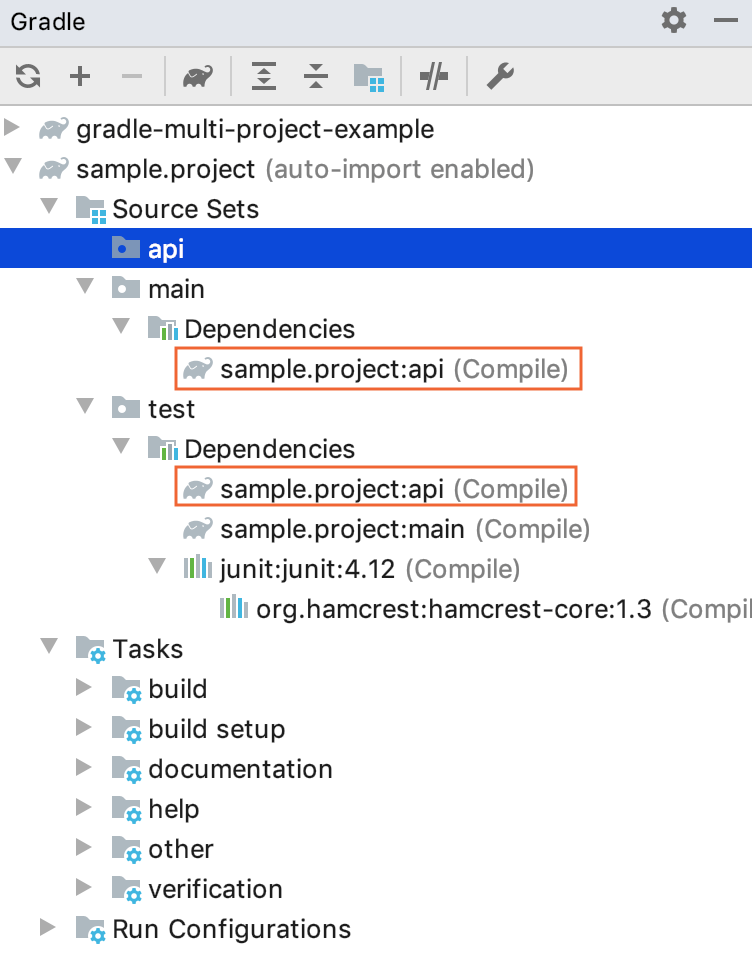 Gradle
gradle-multi-project-example
sample.project (auto-import enabled)
Source Sets
api
main
Dependencies
sample.project:api (Compile)
test
Dependencies
sample.project:api (Compile)
sample.project:main (Compile)
junit:junit:4.12 (Compile)
org.hamcrest:hamcrest-core:1.3 (Compil
Tasks
build
build setup
documentation
help
other
verification
Run Configurations